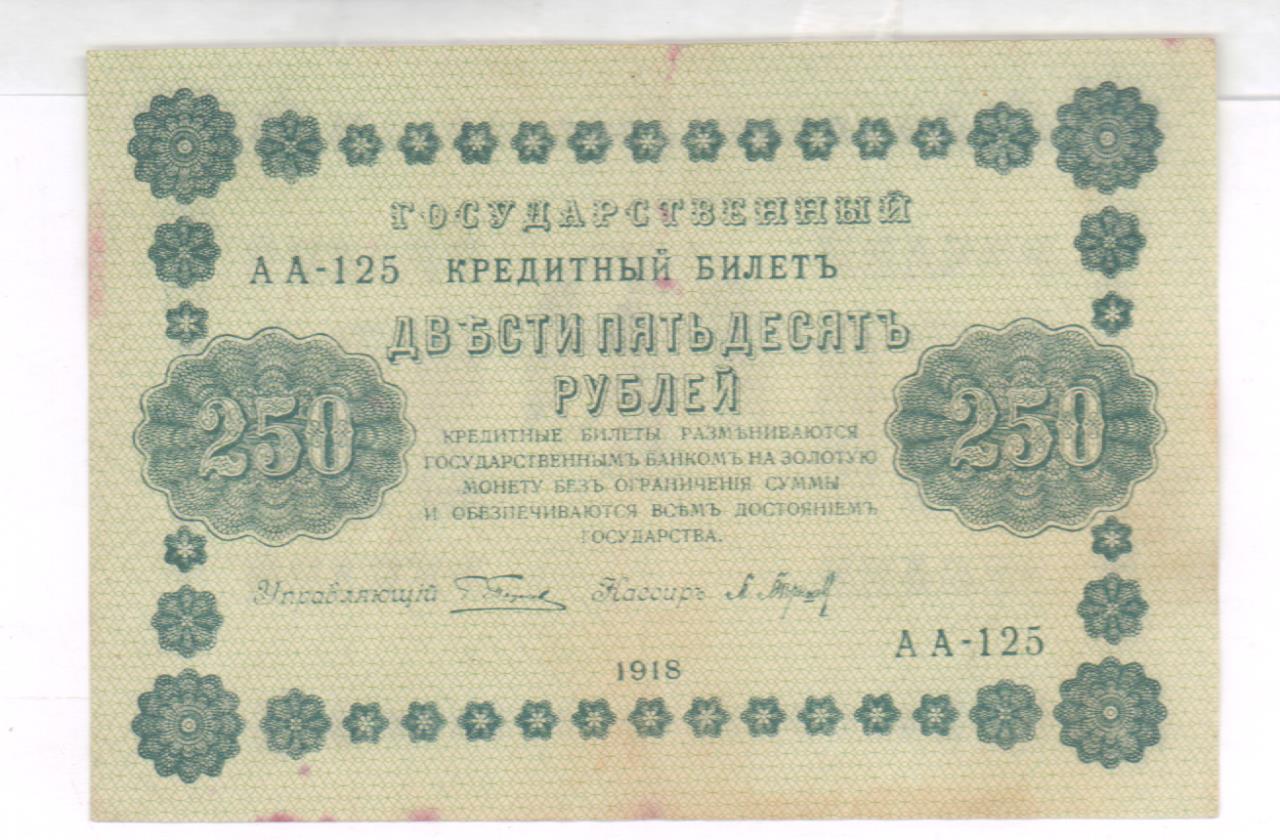 ГОСУДАРСТВЕННЫЙ
АА-125 КРЕДИТНЫЙ БИЛЕТЪ
ДВѢСТИ ПЯТЬДЕСЯТЪ
РУБЛЕЙ
250
250
КРЕДИТНЫЕ БИЛЕТЫ РАЗМѢНИВАЮТСЯ
ГОСУДАРСТВЕННЫМЪ БАНКОМЪ НА ЗОЛОТУЮ
МОНЕТУ БЕЗЪ ОГРАНИЧЕНІЯ СУММЫ
И ОБЕЗПЕЧИВАЮТСЯ ВСѢМЪ ДОСТОЯНІЕМЪ
ГОСУДАРСТВА.
Управляющій Кассиръ
АА-125
1918